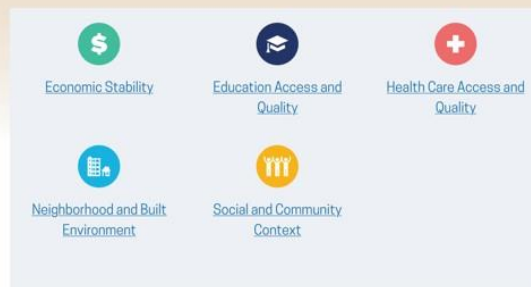 $
Economic Stability
Education Access and
Quality
Health Care Access and
Quality
Neighborhood and Built
Environment
Social and Community
Context